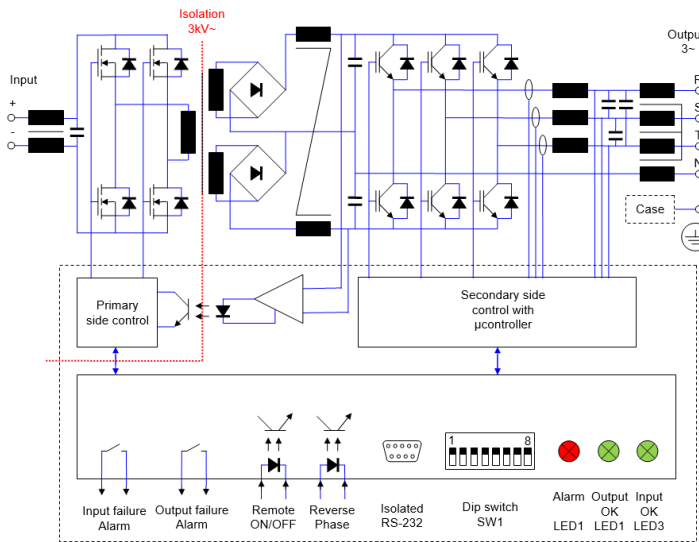 Isolation
3kV~
Output
3~
Input
+
-
R
S
T
N
Case
Primary
side control
Secondary side
control with
µcontroller
1 8
Input failure
Alarm
Output failure
Alarm
Remote
ON/OFF
Reverse
Phase
Isolated
RS-232
Dip switch
SW1
Alarm
LED1
Output
OK
LED1
Input
OK
LED3